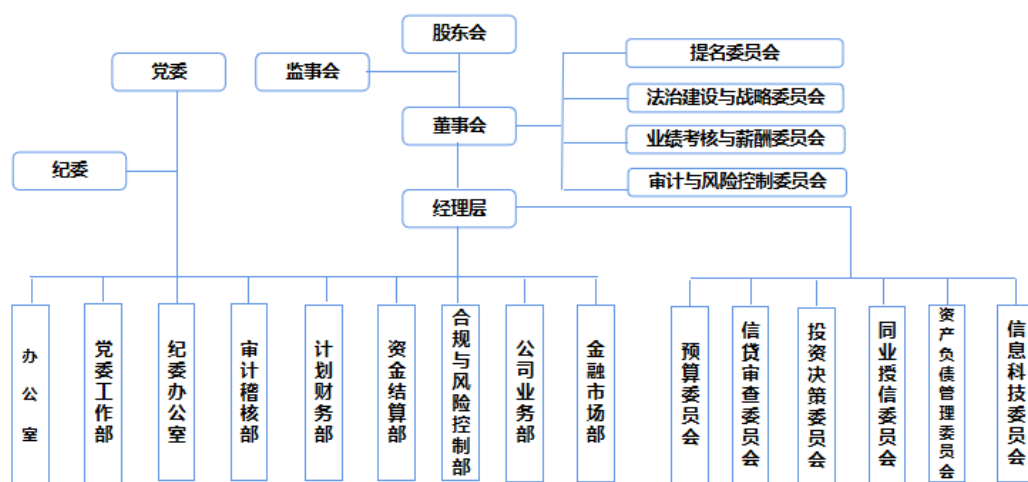 股东会
提名委员会
党委
监事会
法治建设与战略委员会
董事会
业绩考核与薪酬委员会
纪委
审计与风险控制委员会
经理层
办公室
党委工作部
纪委办公室
审计稽核部
计划财务部
资金结算部
合规与风险控制部
公司业务部
金融市场部
预算委员会
信贷审查委员会
投资决策委员会
同业授信委员会
资产负债管理委员会
信息科技委员会